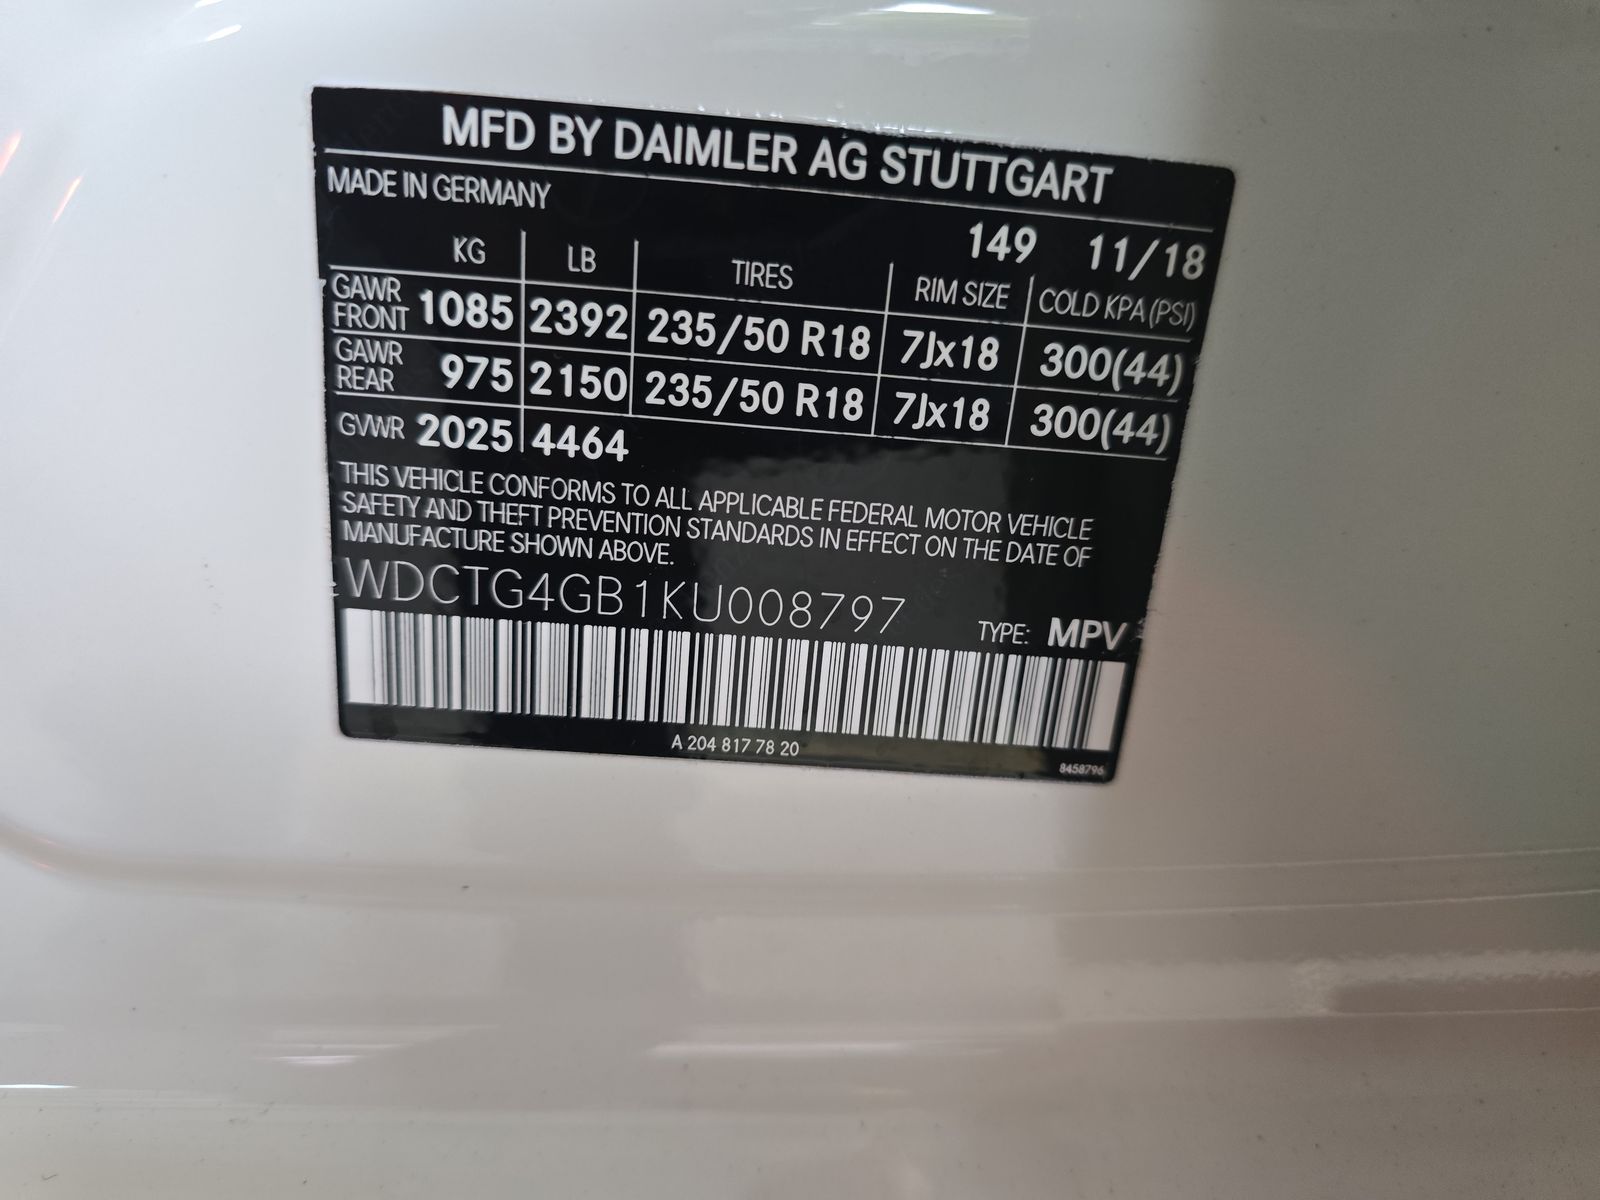 MFD BY DAIMLER AG STUTTGART
MADE IN GERMANY
149 11/18
KG LB TIRES RIM SIZE COLD KPA (PSI)
GAWR FRONT 1085 2392 235/50 R18 7Jx18 300(44)
GAWR REAR 975 2150 235/50 R18 7Jx18 300(44)
GVWR 2025 4464
THIS VEHICLE CONFORMS TO ALL APPLICABLE FEDERAL MOTOR VEHICLE
SAFETY AND THEFT PREVENTION STANDARDS IN EFFECT ON THE DATE OF
MANUFACTURE SHOWN ABOVE.
WDCTG4GB1KU008797
TYPE: MPV
A 204 817 78 20
8458796